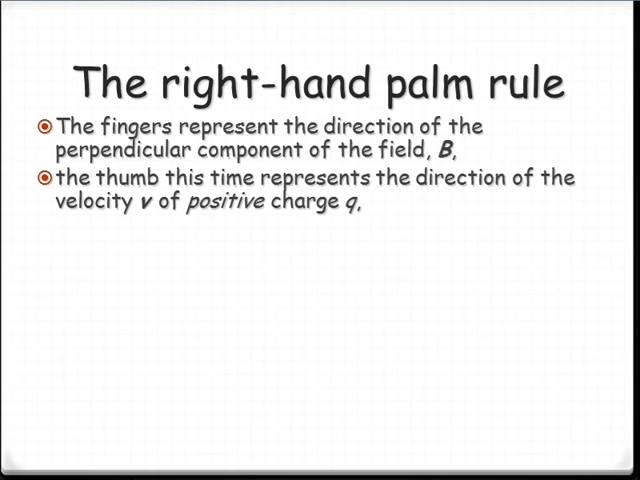 The right-hand palm rule
The fingers represent the direction of the
perpendicular component of the field, B,
the thumb this time represents the direction of the
velocity v of positive charge q,